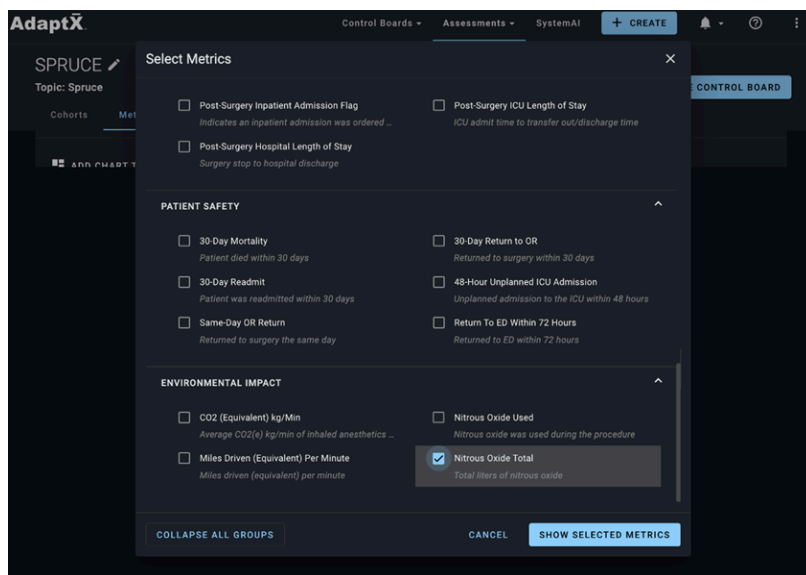 AdaptX.
Control Boards
Assessments
SystemAI
+ CREATE
SPRUCE
Topic: Spruce
Cohorts
Met
CONTROL BOARD
ADD CHART T
Select Metrics
Post-Surgery Inpatient Admission Flag
Indicates an inpatient admission was ordered ...
Post-Surgery ICU Length of Stay
ICU admit time to transfer out/discharge time
Post-Surgery Hospital Length of Stay
Surgery stop to hospital discharge
PATIENT SAFETY
30-Day Mortality
Patient died within 30 days
30-Day Return to OR
Returned to surgery within 30 days
30-Day Readmit
Patient was readmitted within 30 days
48-Hour Unplanned ICU Admission
Unplanned admission to the ICU within 48 hours
Same-Day OR Return
Returned to surgery the same day
Return To ED Within 72 Hours
Returned to ED within 72 hours
ENVIRONMENTAL IMPACT
CO2 (Equivalent) kg/Min
Average CO2(e) kg/min of inhaled anesthetics ...
Nitrous Oxide Used
Nitrous oxide was used during the procedure
Miles Driven (Equivalent) Per Minute
Miles driven (equivalent) per minute
Nitrous Oxide Total
Total liters of nitrous oxide
COLLAPSE ALL GROUPS
CANCEL
SHOW SELECTED METRICS